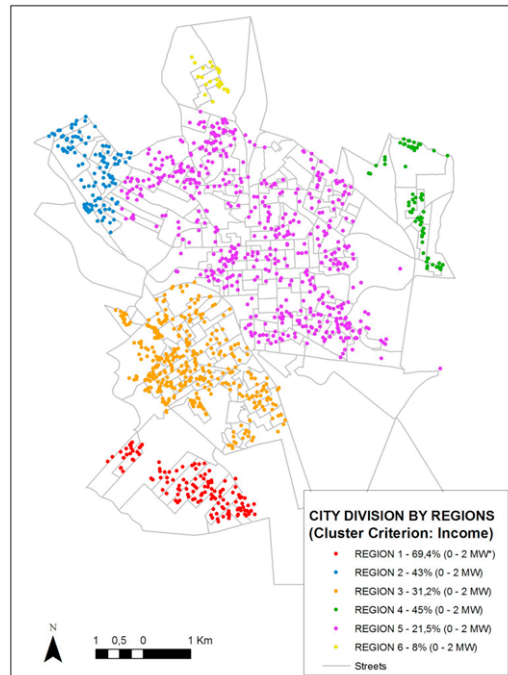 CITY DIVISION BY REGIONS
(Cluster Criterion: Income)
REGION 1 - 69,4% (0 - 2 MW*)
REGION 2 - 43% (0 - 2 MW)
REGION 3 - 31,2% (0 - 2 MW)
REGION 4 - 45% (0 - 2 MW)
REGION 5 - 21,5% (0 - 2 MW)
REGION 6 - 8% (0 - 2 MW)
Streets
N
1 0,5 0 1 Km